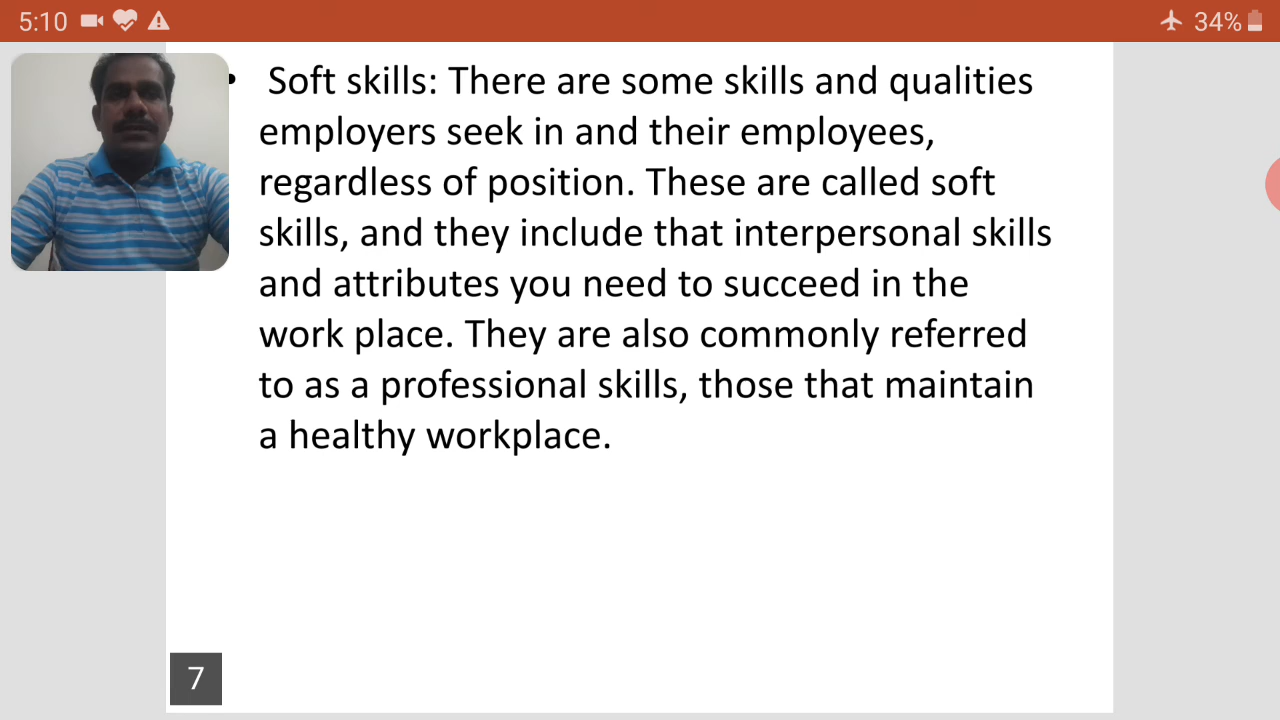 5:10 34%
• Soft skills: There are some skills and qualities
employers seek in and their employees,
regardless of position. These are called soft
skills, and they include that interpersonal skills
and attributes you need to succeed in the
work place. They are also commonly referred
to as a professional skills, those that maintain
a healthy workplace.
7